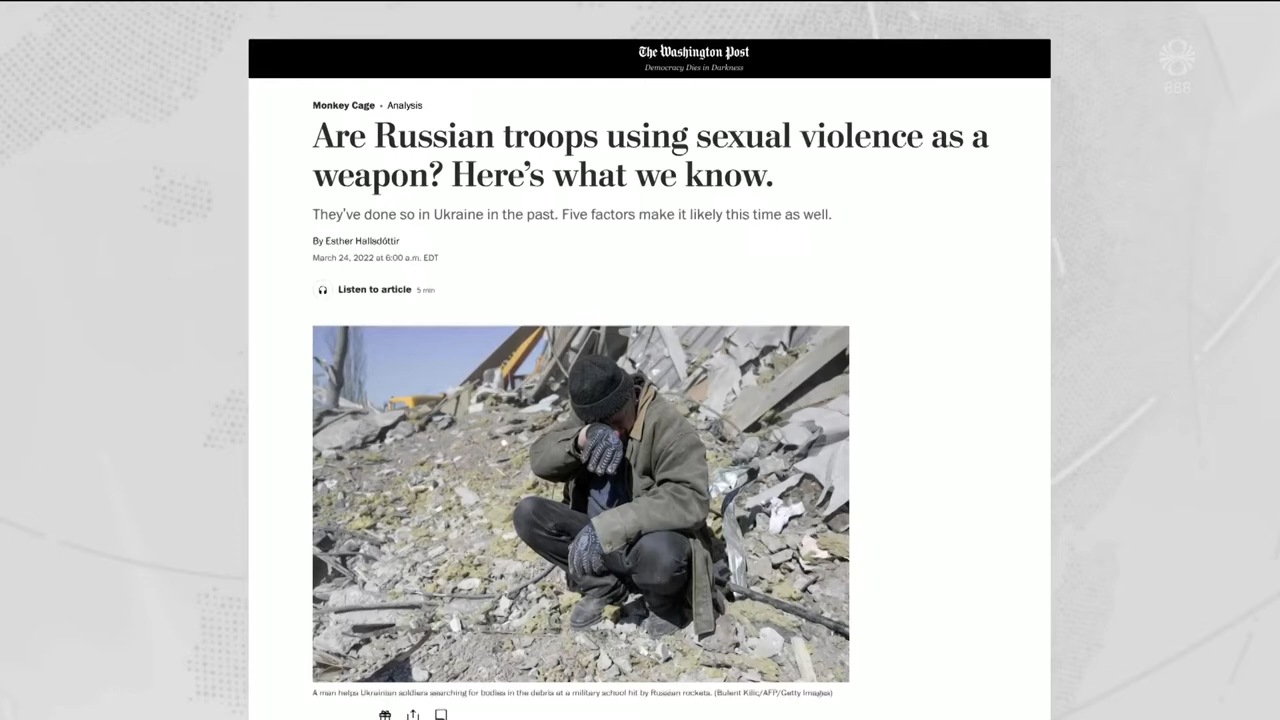 The Washington Post
Democracy Dies in Darkness
888
Monkey Cage • Analysis
Are Russian troops using sexual violence as a
weapon? Here's what we know.
They've done so in Ukraine in the past. Five factors make it likely this time as well.
By Esther Hallsdóttir
March 24, 2022 at 6:00 a.m. EDT
Listen to article 5 min
A man helps Ukrainian soldiers searching for bodies in the debris at a military school hit by Russian rockets. (Bulent Kilic/AFP/Getty Images)